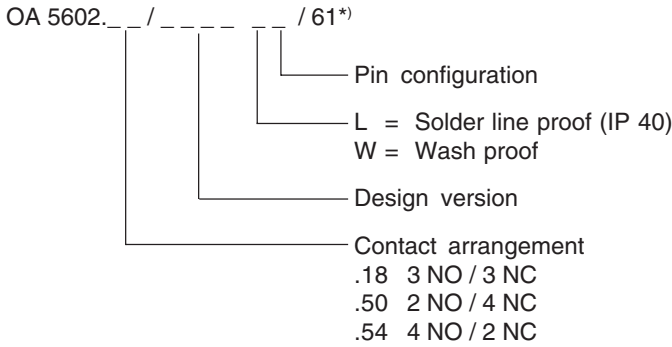 OA 5602._ _ / _ _ _ _ _ _ / 61*)
Pin configuration
L = Solder line proof (IP 40)
W = Wash proof
Design version
Contact arrangement
.18 3 NO / 3 NC
.50 2 NO / 4 NC
.54 4 NO / 2 NC